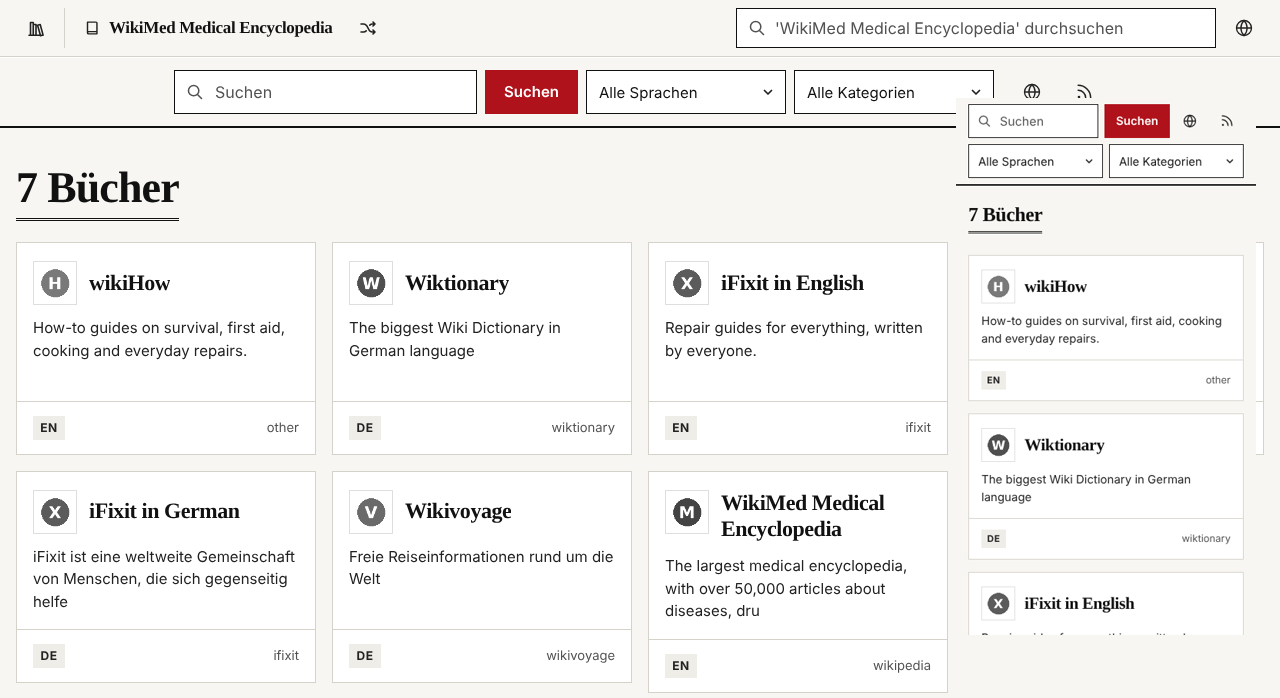 WikiMed Medical Encyclopedia
'WikiMed Medical Encyclopedia' durchsuchen
Suchen
Suchen
Alle Sprachen
Alle Kategorien
7 Bücher
H
wikiHow
How-to guides on survival, first aid,
cooking and everyday repairs.
EN
other
W
Wiktionary
The biggest Wiki Dictionary in
German language
DE
wiktionary
X
iFixit in English
Repair guides for everything, written
by everyone.
EN
ifixit
X
iFixit in German
iFixit ist eine weltweite Gemeinschaft
von Menschen, die sich gegenseitig
helfe
DE
ifixit
V
Wikivoyage
Freie Reiseinformationen rund um die
Welt
DE
wikivoyage
M
WikiMed Medical
Encyclopedia
The largest medical encyclopedia,
with over 50,000 articles about
diseases, dru
EN
wikipedia
Suchen
Suchen
Alle Sprachen
Alle Kategorien
7 Bücher
H
wikiHow
How-to guides on survival, first aid, cooking
and everyday repairs.
EN
other
W
Wiktionary
The biggest Wiki Dictionary in German
language
DE
wiktionary
X
iFixit in English